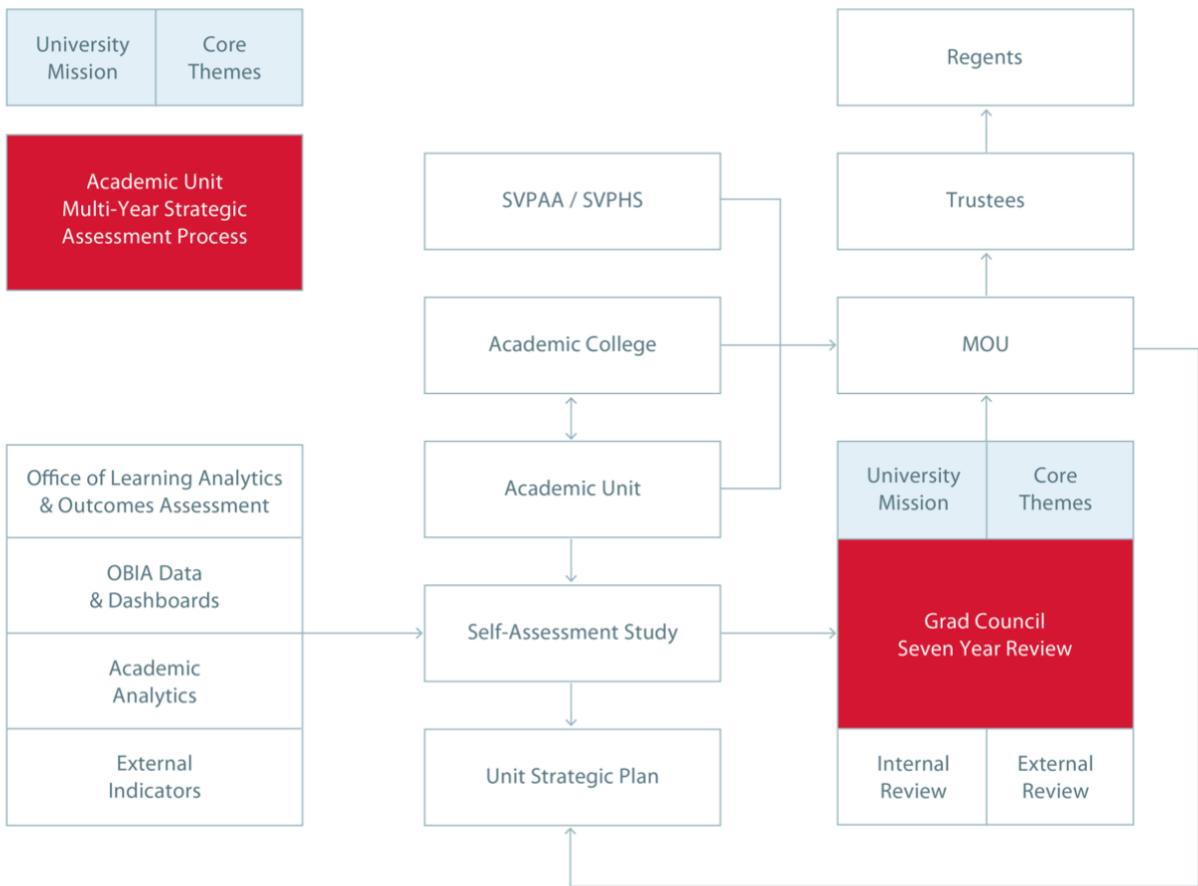 University
Mission
Core
Themes
Academic Unit
Multi-Year Strategic
Assessment Process
Office of Learning Analytics
& Outcomes Assessment
OBIA Data
& Dashboards
Academic
Analytics
External
Indicators
SVPAA / SVPHS
Academic College
Academic Unit
Self-Assessment Study
Unit Strategic Plan
Regents
Trustees
MOU
University
Mission
Core
Themes
Grad Council
Seven Year Review
Internal
Review
External
Review